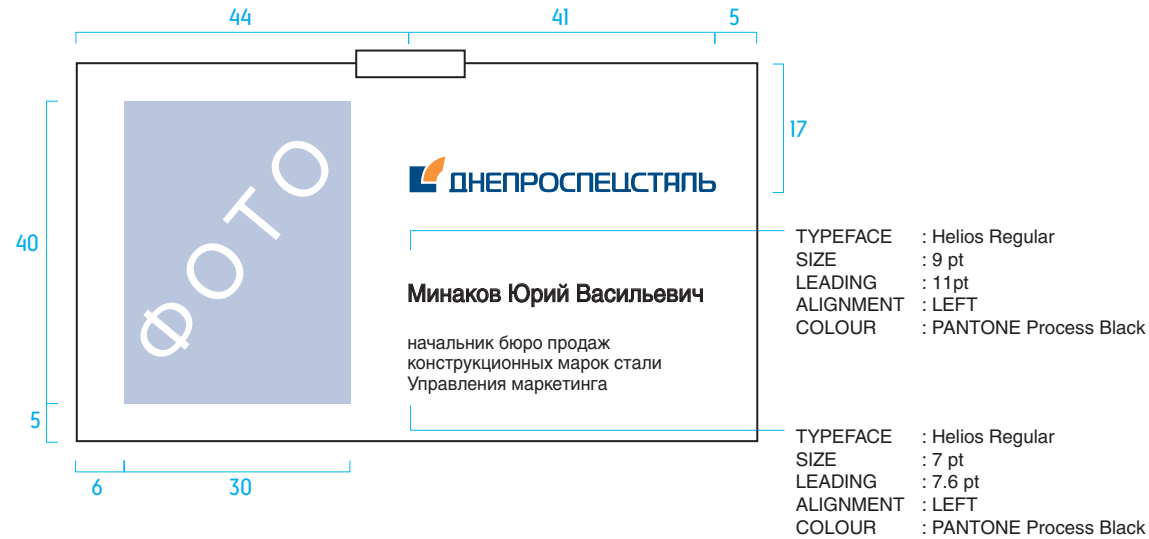 44 41 5
17
ФОТО
ДНЕПРОСПЕЦСТАЛЬ
40
TYPEFACE : Helios Regular
SIZE : 9 pt
LEADING : 11pt
ALIGNMENT : LEFT
COLOUR : PANTONE Process Black
Минаков Юрий Васильевич
начальник бюро продаж
конструкционных марок стали
Управления маркетинга
5
TYPEFACE : Helios Regular
SIZE : 7 pt
LEADING : 7.6 pt
ALIGNMENT : LEFT
COLOUR : PANTONE Process Black
6 30